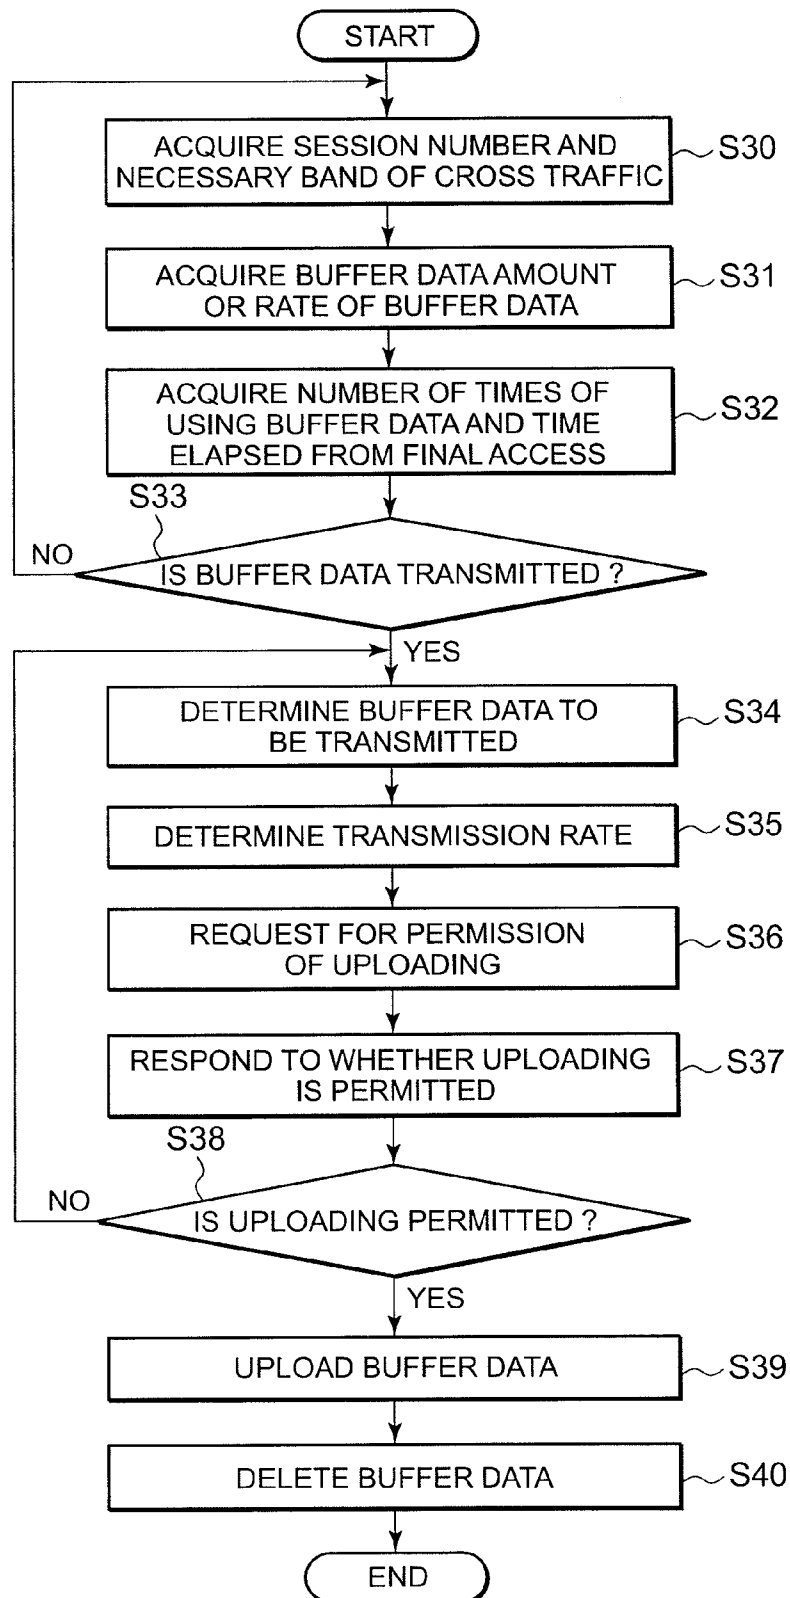 START
ACQUIRE SESSION NUMBER AND
NECESSARY BAND OF CROSS TRAFFIC
S30
ACQUIRE BUFFER DATA AMOUNT
OR RATE OF BUFFER DATA
S31
ACQUIRE NUMBER OF TIMES OF
USING BUFFER DATA AND TIME
ELAPSED FROM FINAL ACCESS
S32
S33
NO
IS BUFFER DATA TRANSMITTED ?
YES
DETERMINE BUFFER DATA TO
BE TRANSMITTED
S34
DETERMINE TRANSMISSION RATE
S35
REQUEST FOR PERMISSION
OF UPLOADING
S36
RESPOND TO WHETHER UPLOADING
IS PERMITTED
S37
S38
NO
IS UPLOADING PERMITTED ?
YES
UPLOAD BUFFER DATA
S39
DELETE BUFFER DATA
S40
END